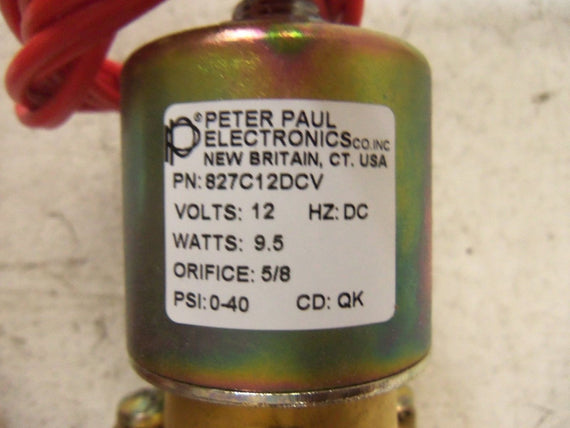 ® PETER PAUL
ELECTRONICS CO. INC
NEW BRITAIN, CT. USA
PN: 827C12DCV
VOLTS: 12 HZ: DC
WATTS: 9.5
ORIFICE: 5/8
PSI: 0-40 CD: QK